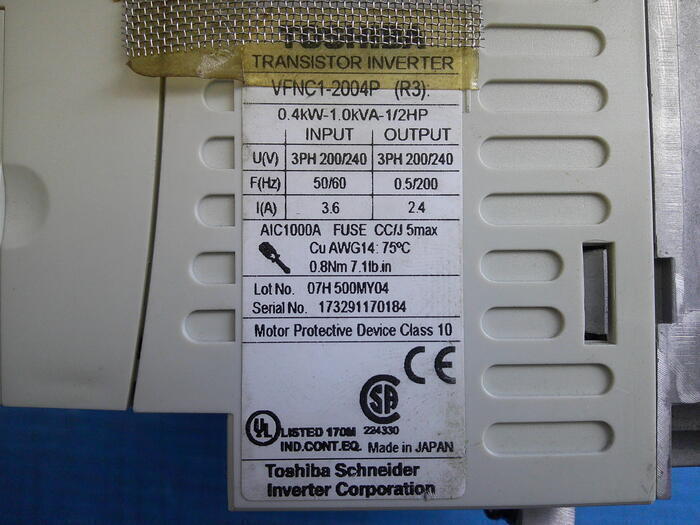 TOSHIBA
TRANSISTOR INVERTER
VFNC1-2004P (R3):
0.4kW-1.0kVA-1/2HP
INPUT OUTPUT
U(V) 3PH 200/240 3PH 200/240
F(Hz) 50/60 0.5/200
I(A) 3.6 2.4
AIC1000A FUSE CC/J 5max
Cu AWG14: 75ºC
0.8Nm 7.1lb.in
Lot No. 07H 500MY04
Serial No. 173291170184
Motor Protective Device Class 10
CE
SA
224330
UL
LISTED 170M
IND.CONT.EQ. Made in JAPAN
Toshiba Schneider
Inverter Corporation